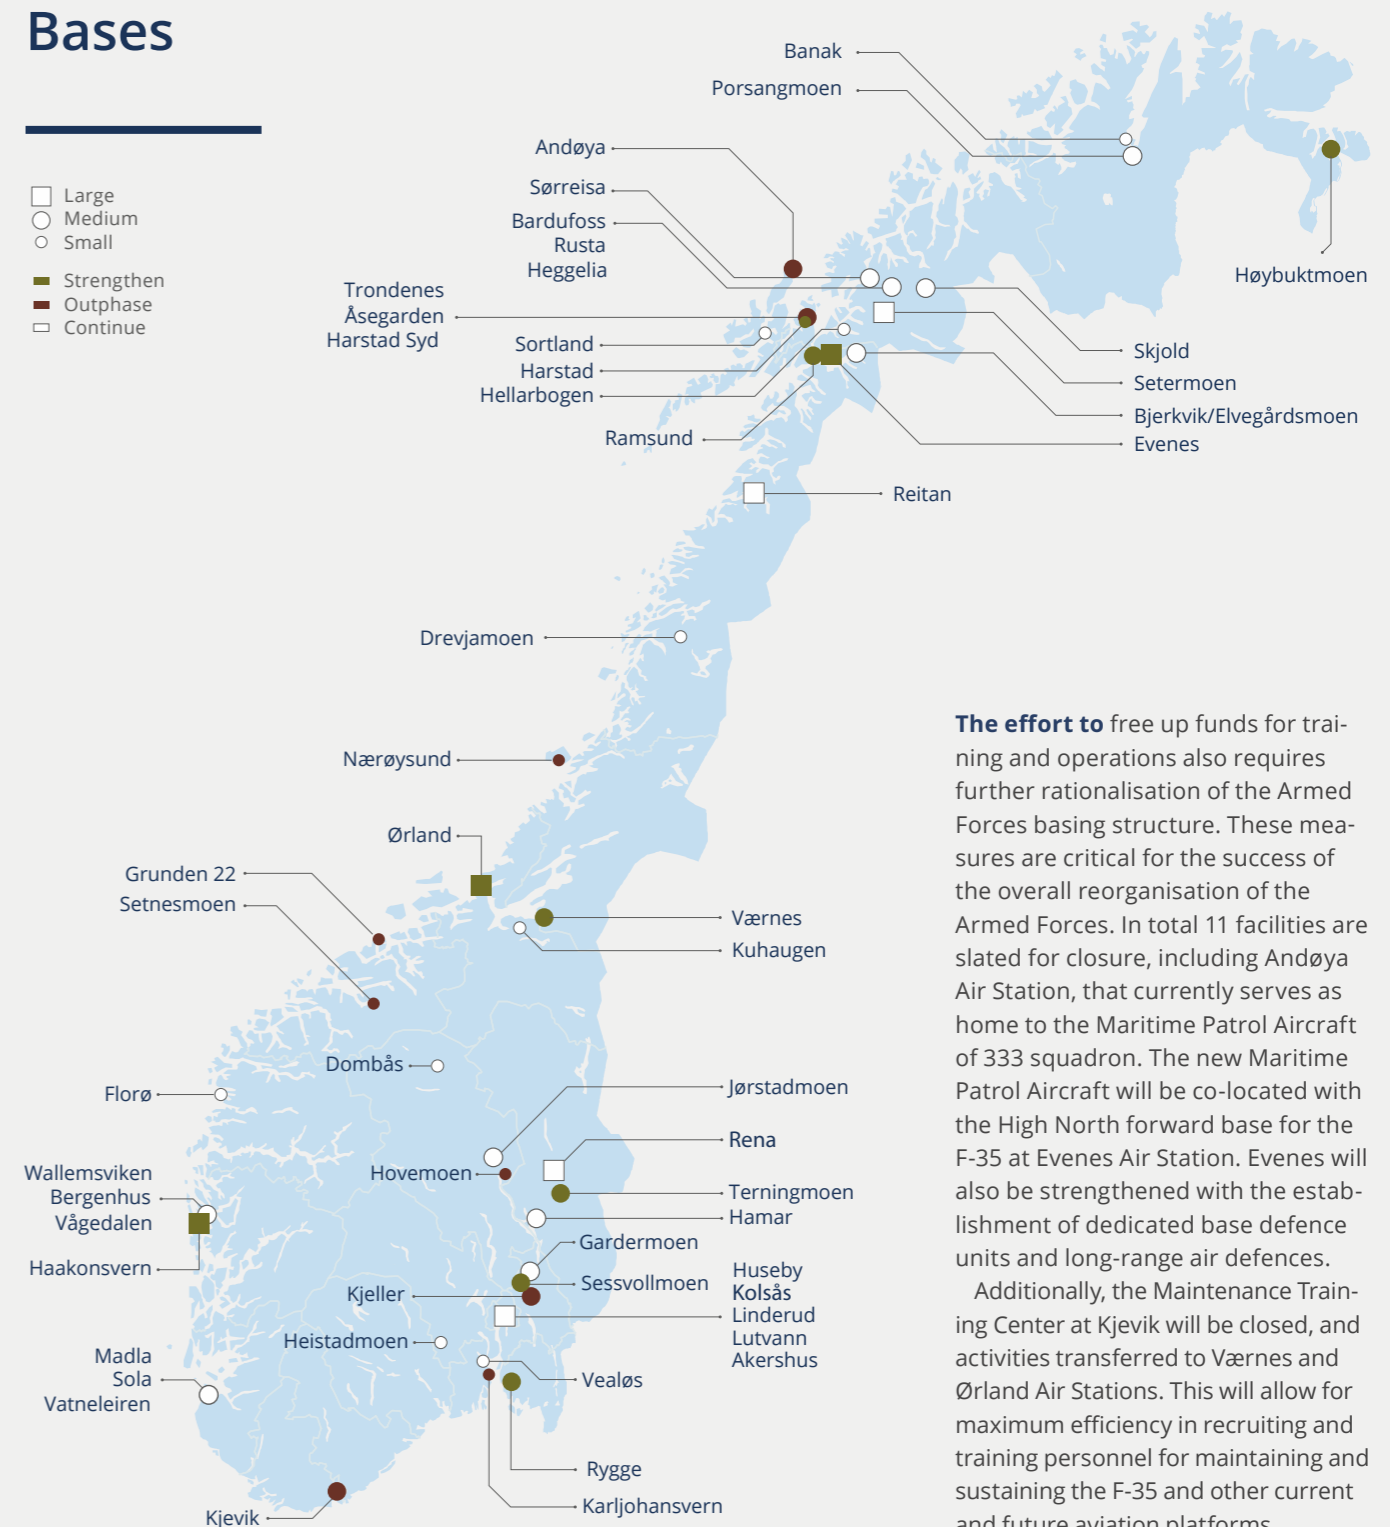 Bases
Large
Medium
Small
Strengthen
Outphase
Continue
Banak
Porsangmoen
Andøya
Sørreisa
Bardufoss
Rusta
Heggelia
Trondenes
Åsegarden
Harstad Syd
Sortland
Harstad
Hellarbogen
Ramsund
Høybuktmoen
Skjold
Setermoen
Bjerkvik/Elvegårdsmoen
Evenes
Reitan
Drevjamoen
Nærøysund
Ørland
Grunden 22
Setnesmoen
Værnes
Kuhaugen
Dombås
Florø
Jørstadmoen
Rena
Hovemoen
Wallemsviken
Bergenhus
Vågedalen
Terningmoen
Hamar
Haakonsvern
Gardermoen
Sessvollmoen
Kjeller
Huseby
Kolsås
Linderud
Lutvann
Akershus
Heistadmoen
Madla
Sola
Vatneleiren
Vealøs
Rygge
Karljohansvern
Kjevik
The effort to free up funds for trai-
ning and operations also requires
further rationalisation of the Armed
Forces basing structure. These mea-
sures are critical for the success of
the overall reorganisation of the
Armed Forces. In total 11 facilities are
slated for closure, including Andøya
Air Station, that currently serves as
home to the Maritime Patrol Aircraft
of 333 squadron. The new Maritime
Patrol Aircraft will be co-located with
the High North forward base for the
F-35 at Evenes Air Station. Evenes will
also be strengthened with the estab-
lishment of dedicated base defence
units and long-range air defences.
Additionally, the Maintenance Train-
ing Center at Kjevik will be closed, and
activities transferred to Værnes and
Ørland Air Stations. This will allow for
maximum efficiency in recruiting and
training personnel for maintaining and
sustaining the F-35 and other current
and future aviation platforms